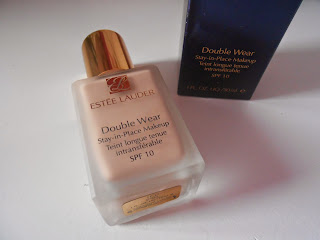 ESTĒE LAUDER
Double Wear
Stay-in-Place Makeup
Teint longue tenue
intransférable
SPF 10
Double Wear
Stay-in-Place Makeup
Teint longue tenue
intransférable
SPF 10